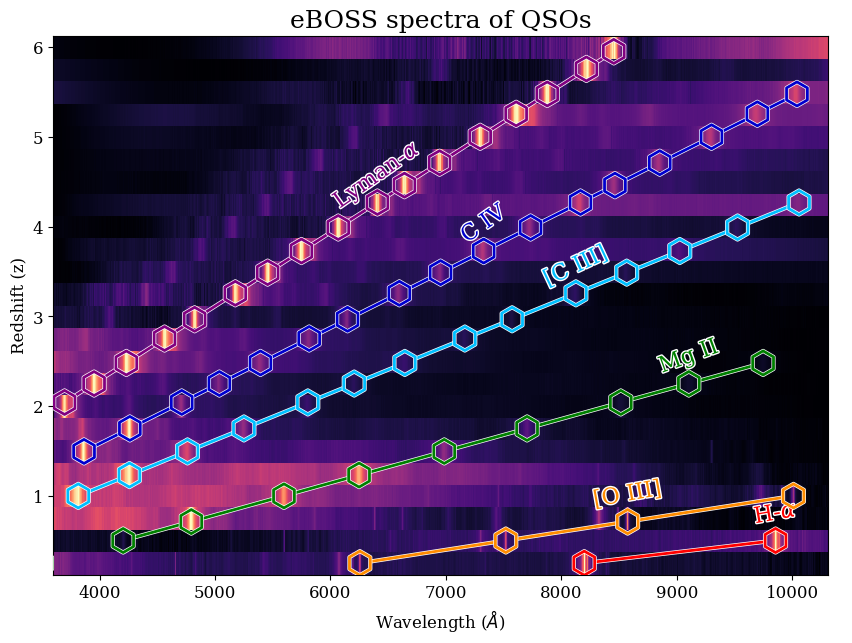 eBOSS spectra of QSOs
6
5
4
3
2
1
Redshift (z)
Lyman-α
C IV
[C III]
Mg II
[O III]
H-α
4000 5000 6000 7000 8000 9000 10000
Wavelength (Å)